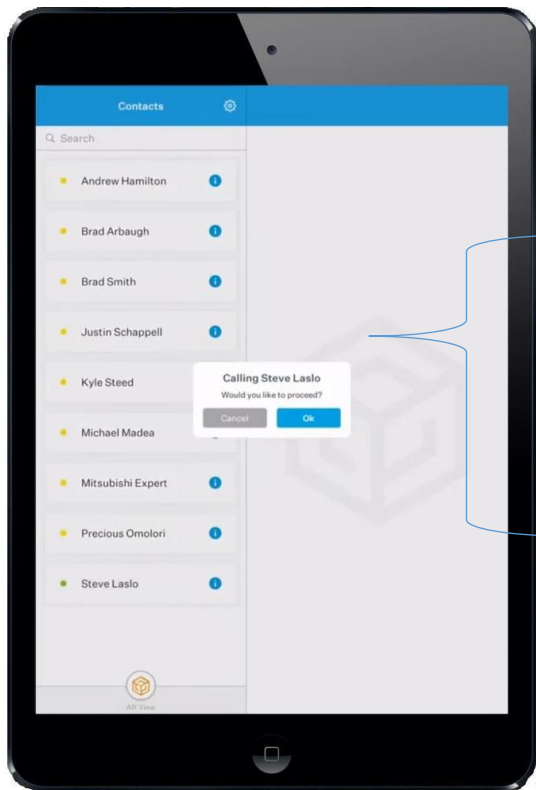 Contacts
Search
Andrew Hamilton
Brad Arbaugh
Brad Smith
Justin Schappell
Kyle Steed
Calling Steve Laslo
Would you like to proceed?
Cancel
Ok
Michael Madea
Mitsubishi Expert
Precious Omolori
Steve Laslo
AR View